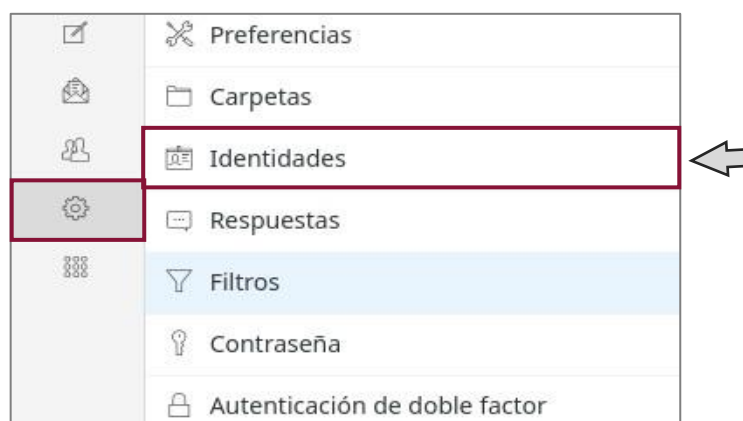 Preferencias
Carpetas
Identidades
Respuestas
Filtros
Contraseña
Autenticación de doble factor